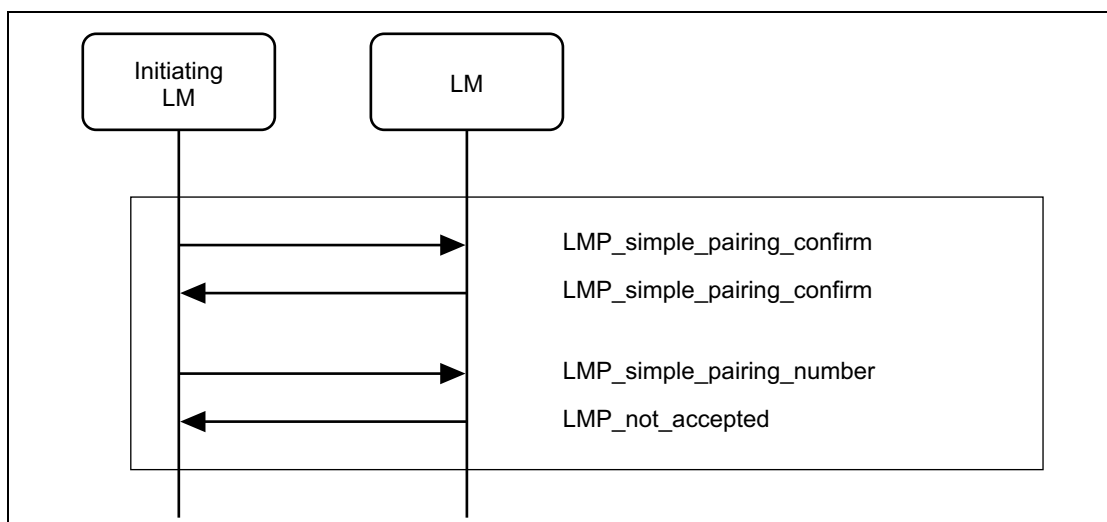 Initiating
LM
LM
LMP_simple_pairing_confirm
LMP_simple_pairing_confirm
LMP_simple_pairing_number
LMP_not_accepted